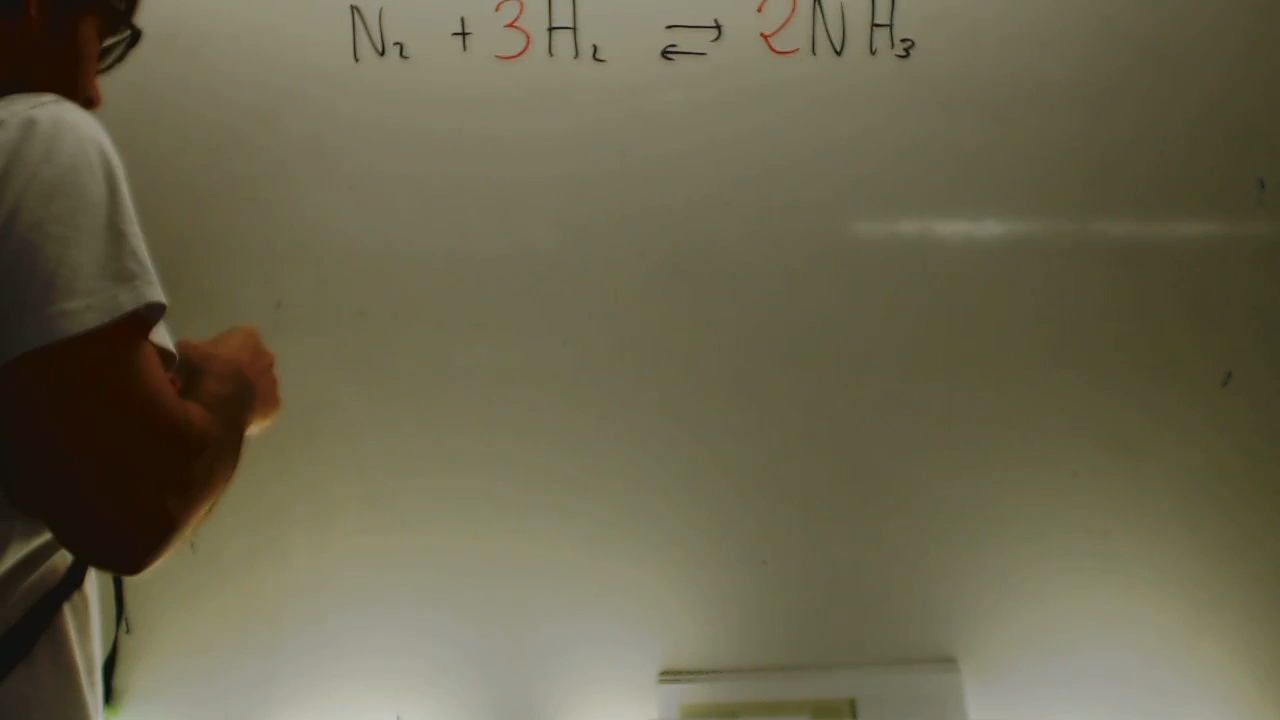 N₂ + 3H₂ ⇄ 2NH₃